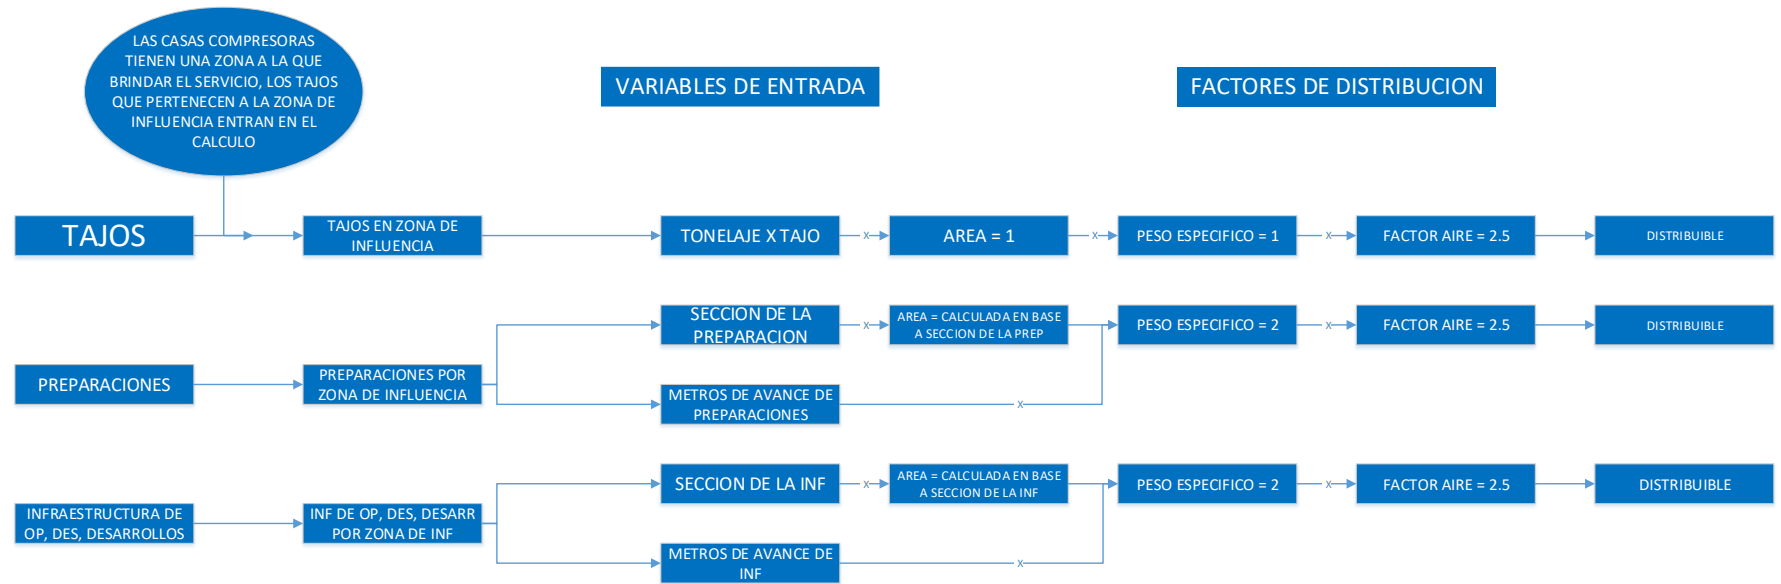 LAS CASAS COMPRESORAS
TIENEN UNA ZONA A LA QUE
BRINDAR EL SERVICIO, LOS TAJOS
QUE PERTENECEN A LA ZONA DE
INFLUENCIA ENTRAN EN EL
CALCULO
VARIABLES DE ENTRADA
FACTORES DE DISTRIBUCION
TAJOS
TAJOS EN ZONA DE
INFLUENCIA
TONELAJE X TAJO
x
AREA = 1
x
PESO ESPECIFICO = 1
x
FACTOR AIRE = 2.5
DISTRIBUIBLE
PREPARACIONES
PREPARACIONES POR
ZONA DE INFLUENCIA
SECCION DE LA
PREPARACION
x
AREA = CALCULADA EN BASE
A SECCION DE LA PREP
METROS DE AVANCE DE
PREPARACIONES
x
PESO ESPECIFICO = 2
x
FACTOR AIRE = 2.5
DISTRIBUIBLE
INFRAESTRUCTURA DE
OP, DES, DESARROLLOS
INF DE OP, DES, DESARR
POR ZONA DE INF
SECCION DE LA INF
x
AREA = CALCULADA EN BASE
A SECCION DE LA INF
METROS DE AVANCE DE
INF
x
PESO ESPECIFICO = 2
x
FACTOR AIRE = 2.5
DISTRIBUIBLE